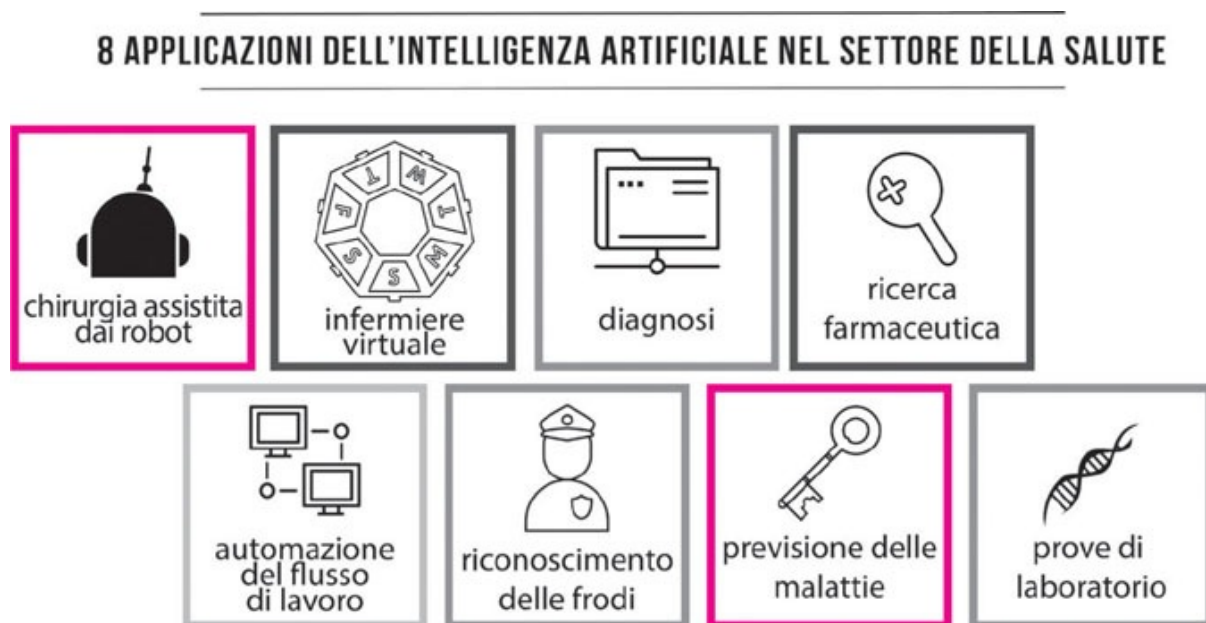 8 APPLICAZIONI DELL'INTELLIGENZA ARTIFICIALE NEL SETTORE DELLA SALUTE
chirurgia assistita
dai robot
T W T M S S F
infermiere
virtuale
diagnosi
ricerca
farmaceutica
automazione
del flusso
di lavoro
riconoscimento
delle frodi
previsione delle
malattie
prove di
laboratorio